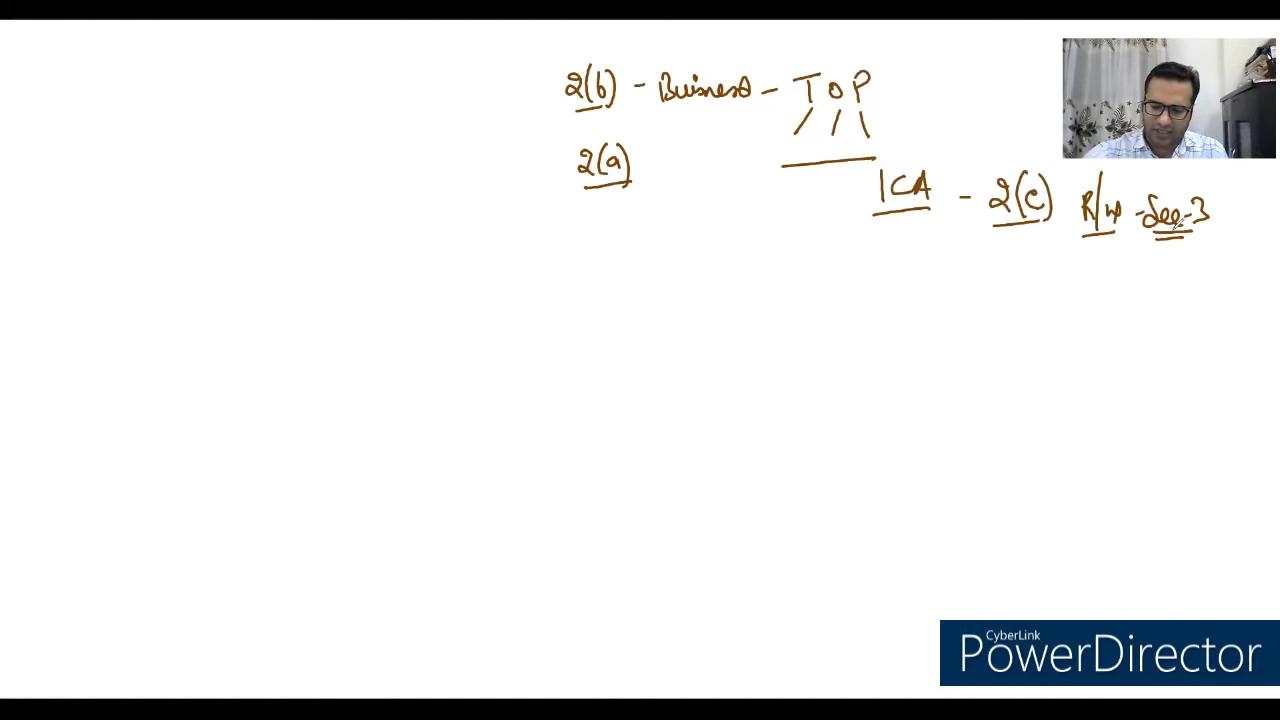 2(b) - Business - T O P
2(a)
ICA - 2(c) R/w - Sec-3
CyberLink
PowerDirector